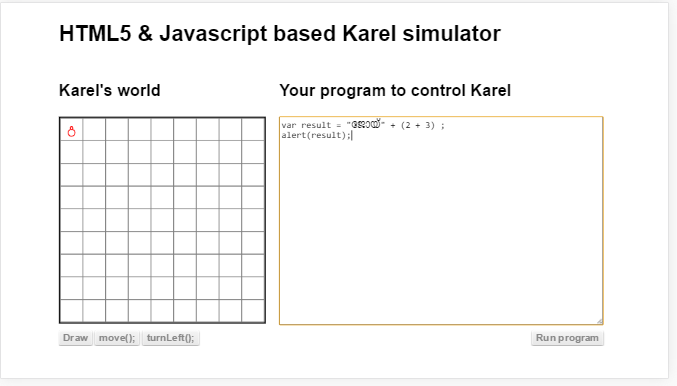 HTML5 & Javascript based Karel simulator
Karel's world
Your program to control Karel
var result = " " + (2 + 3) ;
alert(result);
Draw move(); turnLeft();
Run program